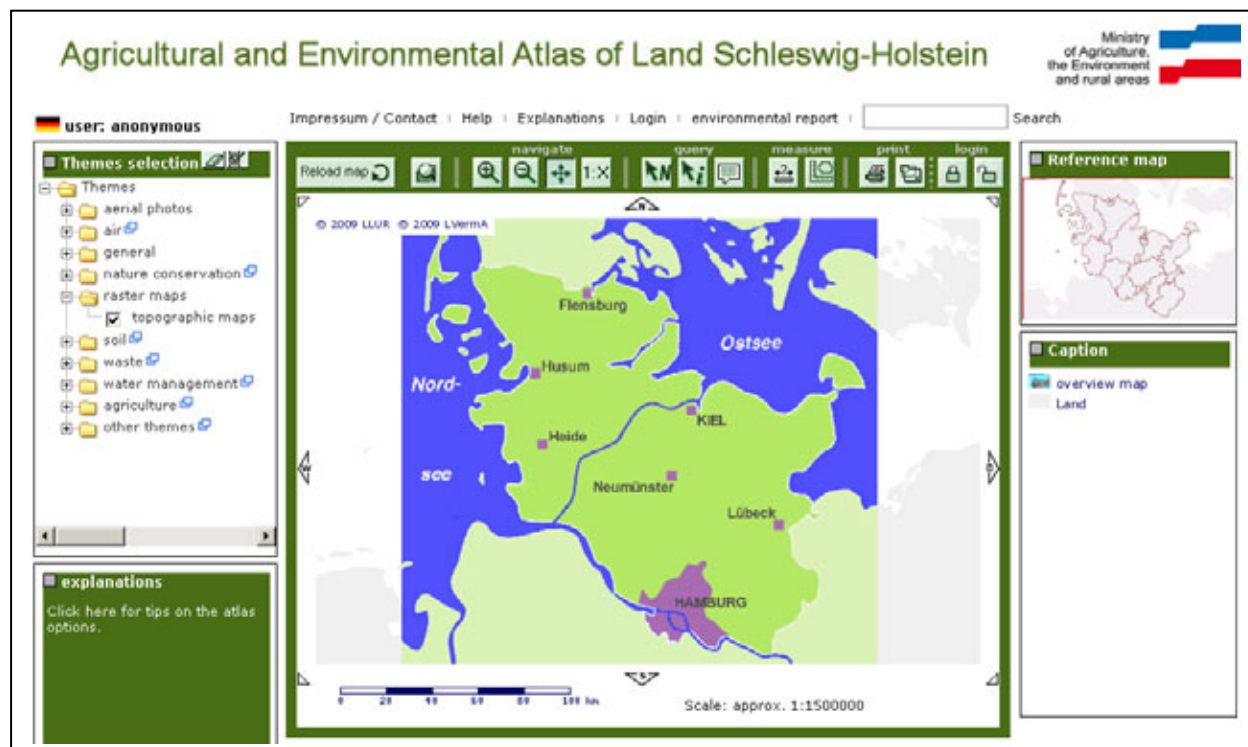 Agricultural and Environmental Atlas of Land Schleswig-Holstein
Ministry
of Agriculture,
the Environment
and rural areas
user: anonymous
Impressum / Contact
Help
Explanations
Login
environmental report
Search
Themes selection
Themes
aerial photos
air
general
nature conservation
raster maps
topographic maps
soil
waste
water management
agriculture
other themes
explanations
Click here for tips on the atlas
options.
navigate
query
measure
print
login
Reload map
1:X
N
i
N
© 2009 LLUR © 2009 LVermA
Flensburg
Ostsee
Husum
Nord-
KIEL
Heide
see
Neumünster
Lübeck
HAMBURG
W
O
S
0 20 40 60 80 100 km
Scale: approx. 1:1500000
Reference map
Caption
overview map
Land